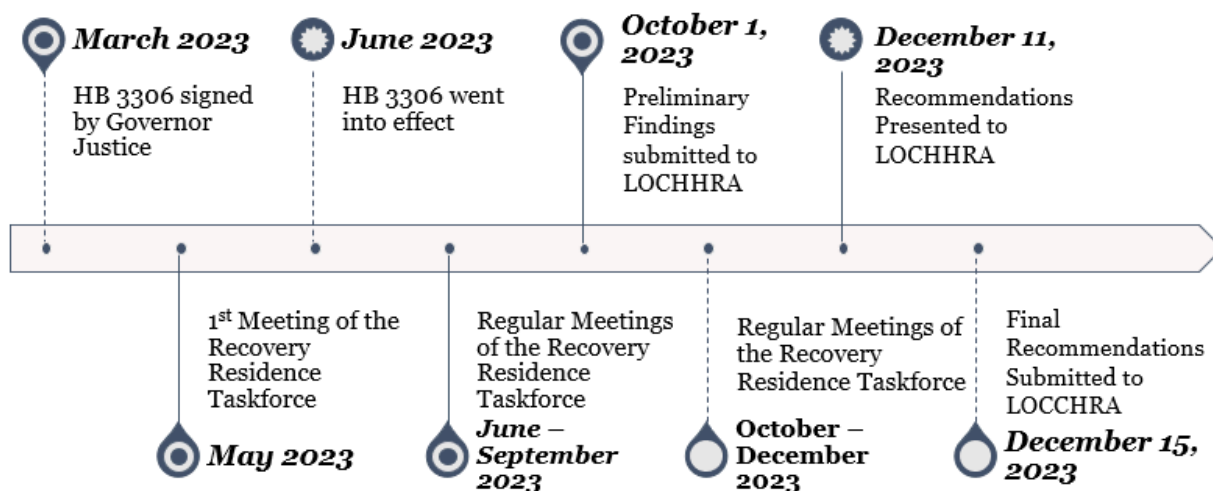 March 2023
HB 3306 signed
by Governor
Justice
June 2023
HB 3306 went
into effect
October 1,
2023
Preliminary
Findings
submitted to
LOCHHRA
December 11,
2023
Recommendations
Presented to
LOCHHRA
1st Meeting of the
Recovery
Residence
Taskforce
May 2023
Regular Meetings
of the Recovery
Residence
Taskforce
June –
September
2023
Regular Meetings of
the Recovery
Residence Taskforce
October –
December
2023
Final
Recommendations
Submitted to
LOCCHRA
December 15,
2023